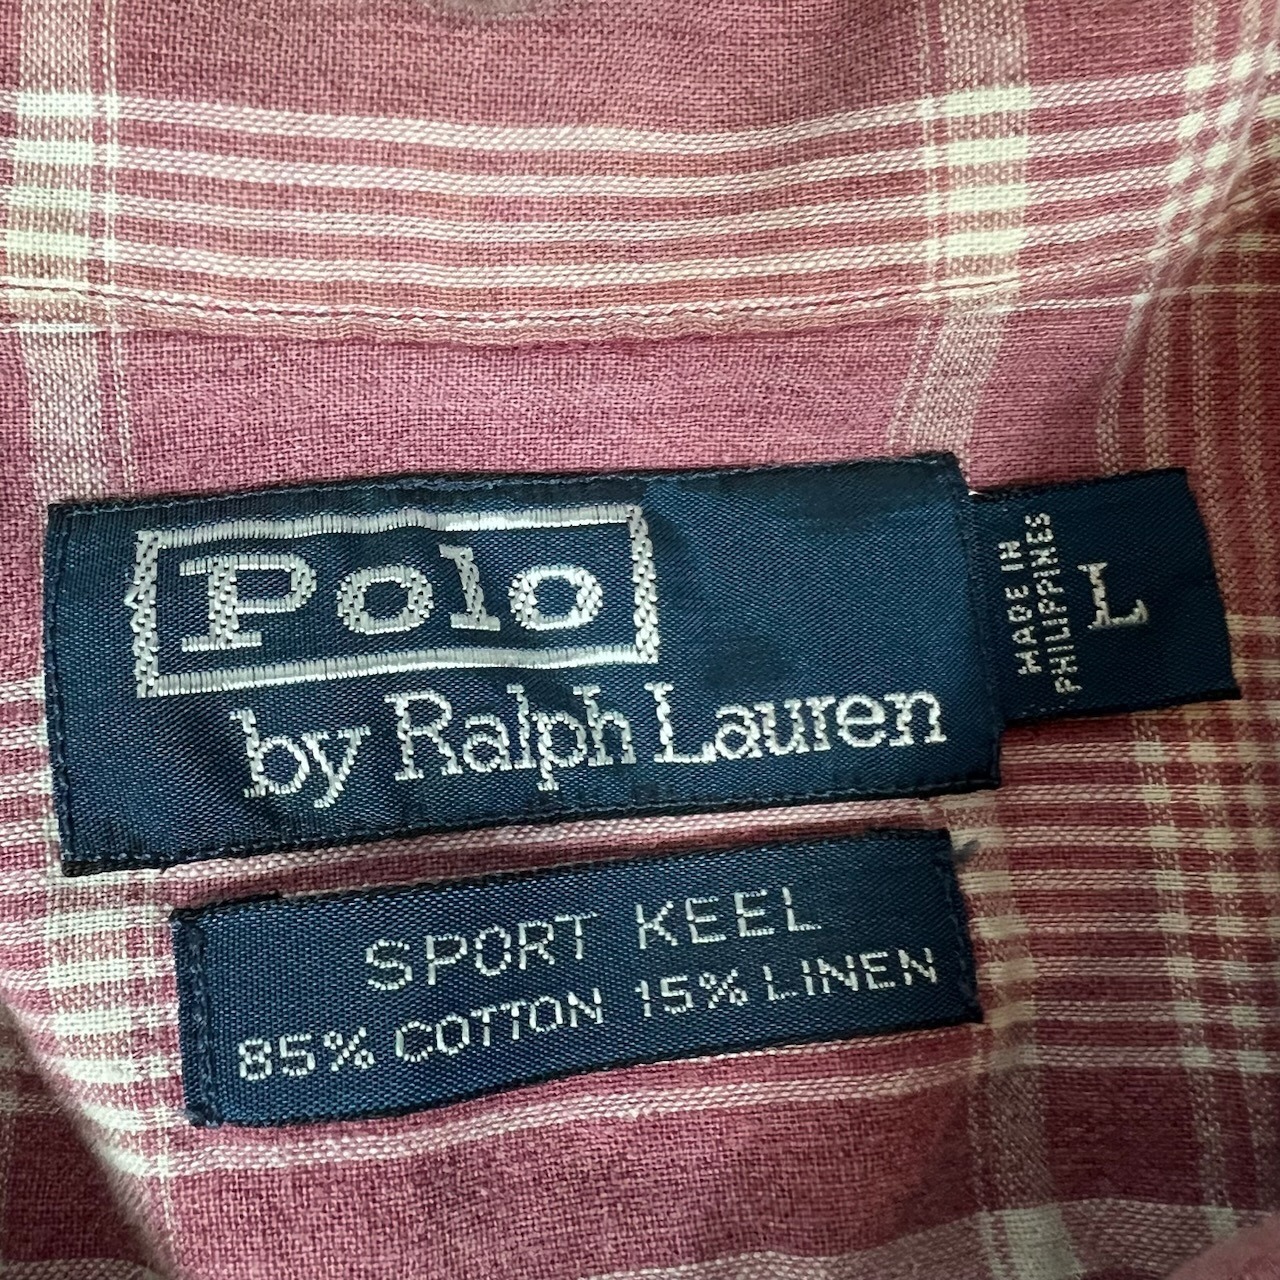 Polo
by Ralph Lauren
MADE IN
PHILIPPINES
L
SPORT KEEL
85% COTTON 15% LINEN